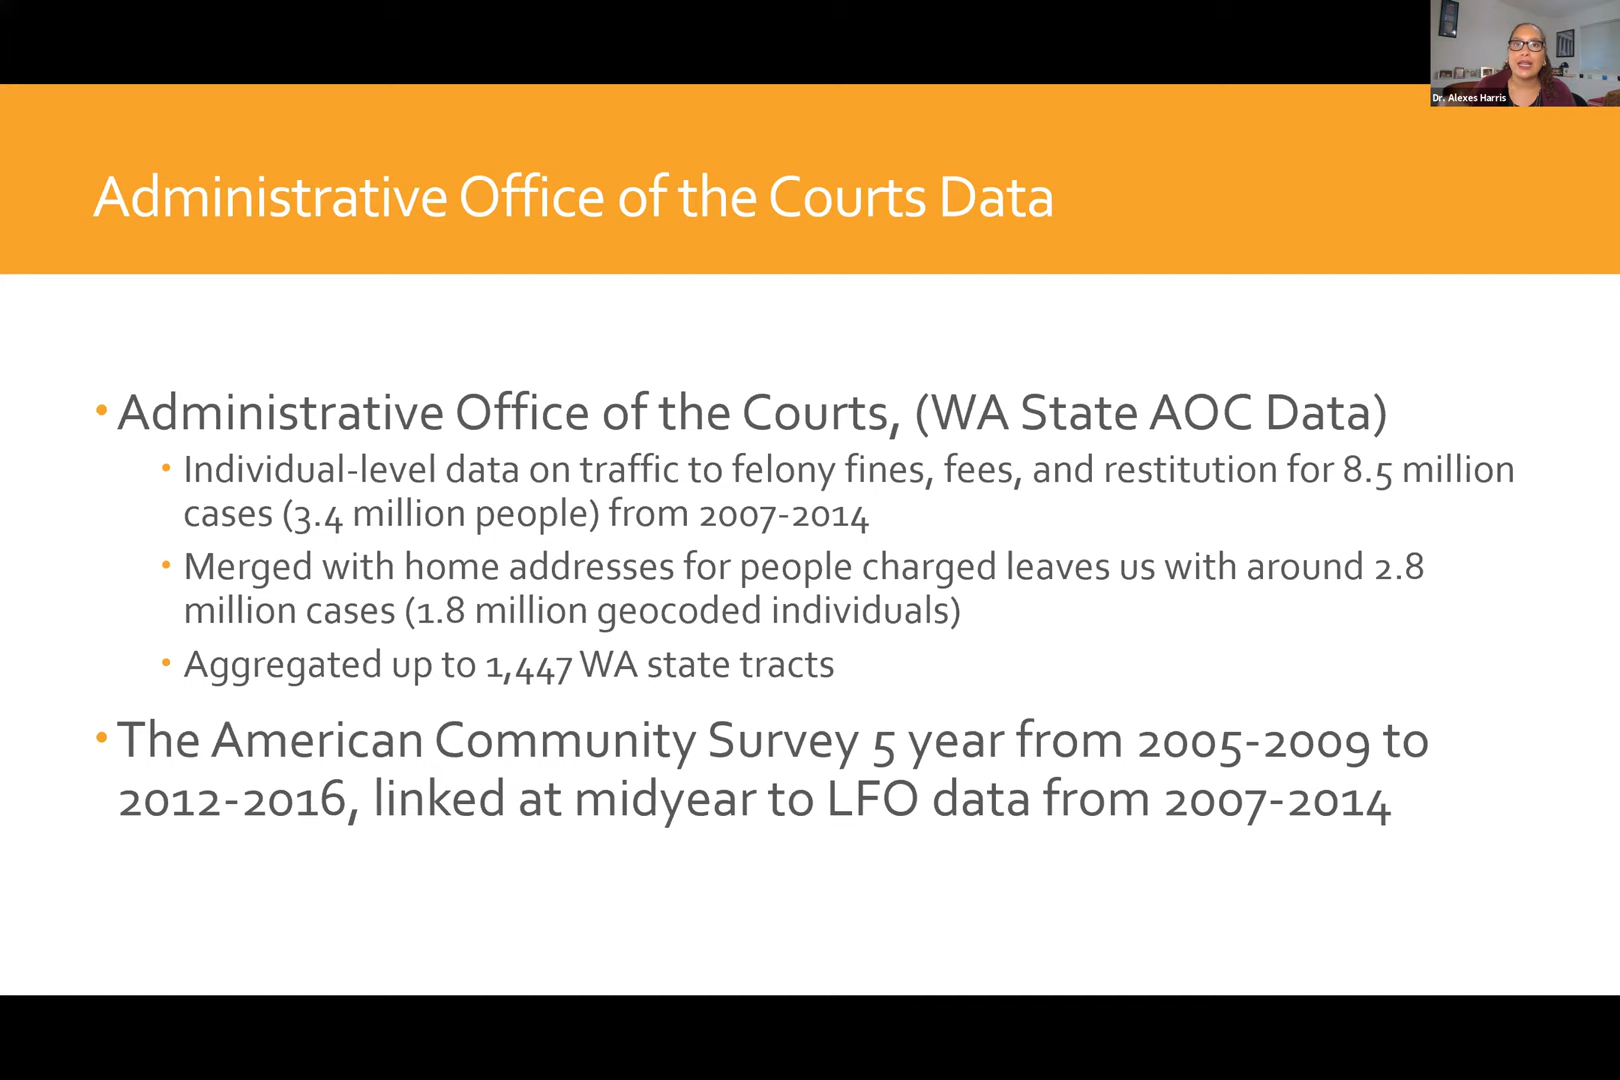 Dr. Alexes Harris
Administrative Office of the Courts Data
• Administrative Office of the Courts, (WA State AOC Data)
• Individual-level data on traffic to felony fines, fees, and restitution for 8.5 million
cases (3.4 million people) from 2007-2014
• Merged with home addresses for people charged leaves us with around 2.8
million cases (1.8 million geocoded individuals)
• Aggregated up to 1,447 WA state tracts
• The American Community Survey 5 year from 2005-2009 to
2012-2016, linked at midyear to LFO data from 2007-2014